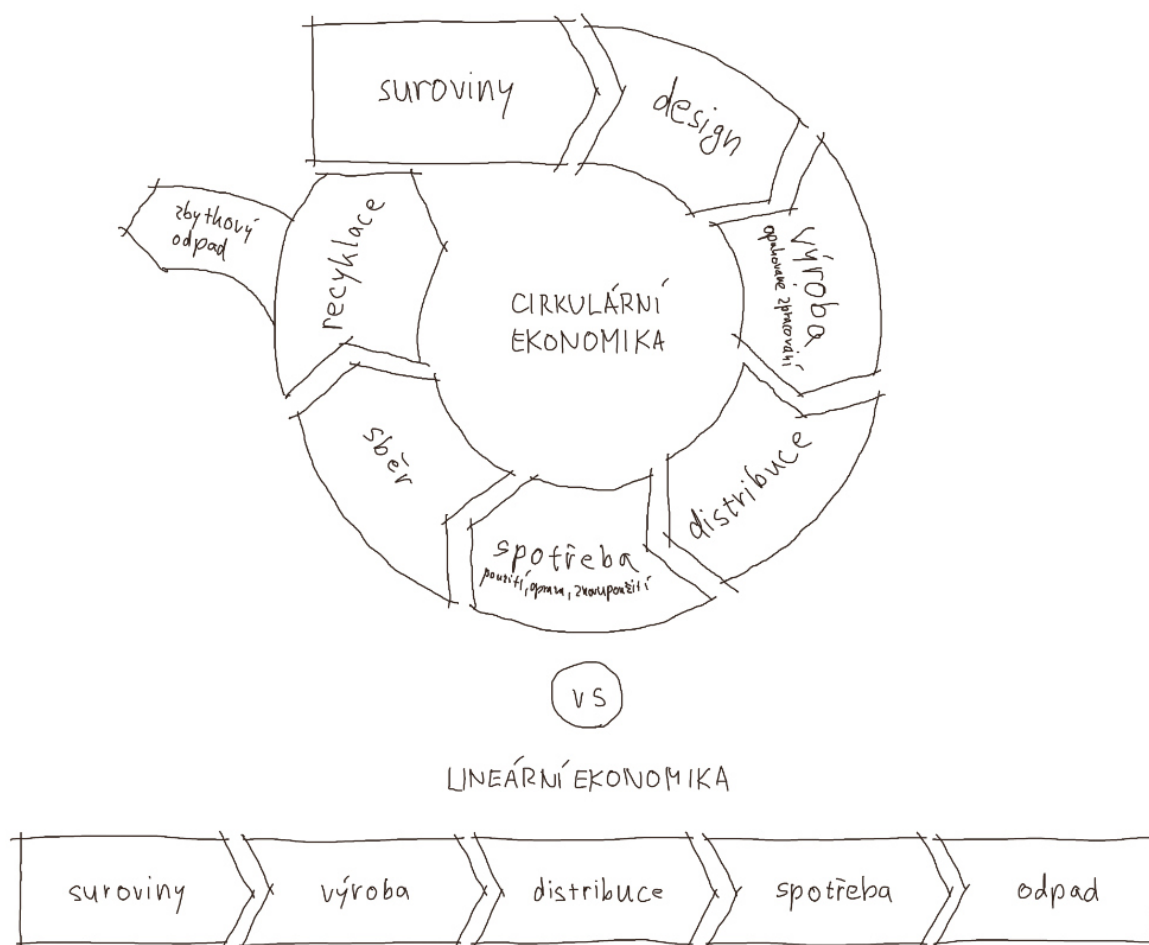 suroviny
design
výroba
opakované zpracování
distribuce
spotřeba
použití, oprava, znovupoužití
sběr
recyklace
zbytkový
odpad
CIRKULÁRNÍ
EKONOMIKA
VS
LINEÁRNÍ EKONOMIKA
suroviny
výroba
distribuce
spotřeba
odpad